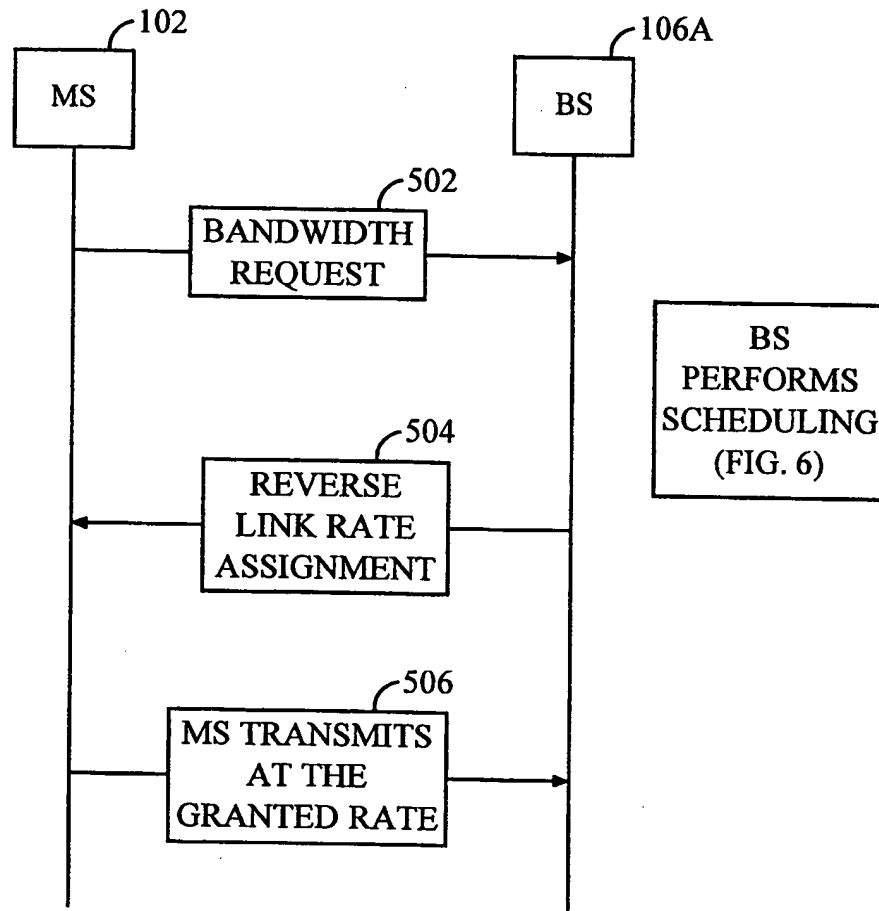 102
106A
MS
BS
502
BANDWIDTH
REQUEST
BS
PERFORMS
SCHEDULING
(FIG. 6)
504
REVERSE
LINK RATE
ASSIGNMENT
506
MS TRANSMITS
AT THE
GRANTED RATE